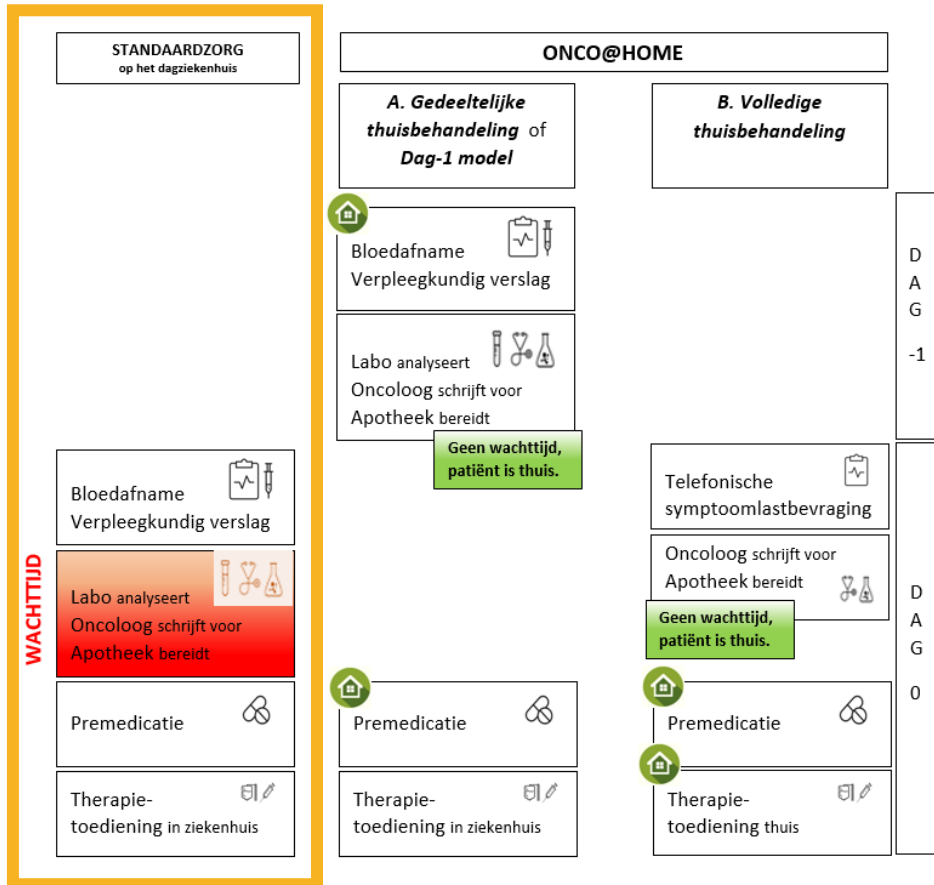 STANDAARDZORG
op het dagziekenhuis
WACHTTIJD
Bloedafname
Verpleegkundig verslag
Labo analyseert
Oncoloog schrijft voor
Apotheek bereidt
Premedicatie
Therapie-
toediening in ziekenhuis
ONCO@HOME
A. Gedeeltelijke
thuisbehandeling of
Dag-1 model
Bloedafname
Verpleegkundig verslag
Labo analyseert
Oncoloog schrijft voor
Apotheek bereidt
Geen wachttijd,
patiënt is thuis.
Premedicatie
Therapie-
toediening in ziekenhuis
B. Volledige
thuisbehandeling
Telefonische
symptoomlastbevraging
Oncoloog schrijft voor
Apotheek bereidt
Geen wachttijd,
patiënt is thuis.
Premedicatie
Therapie-
toediening thuis
D
A
G
-1
D
A
G
0